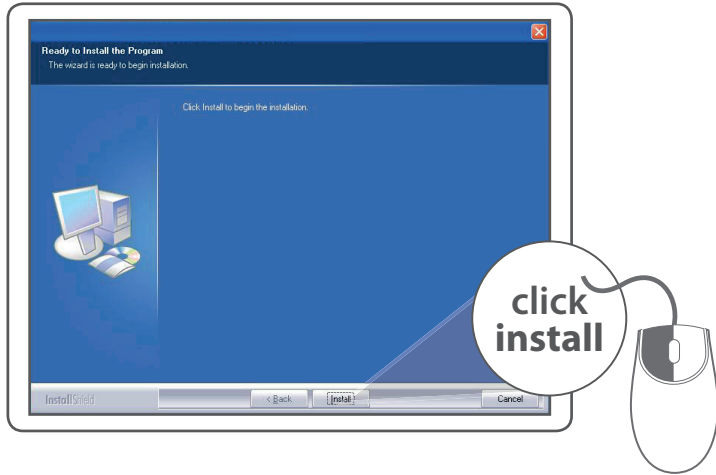 Ready to Install the Program
The wizard is ready to begin installation.
Click Install to begin the installation.
click
install
InstallShield
< Back
Install
Cancel